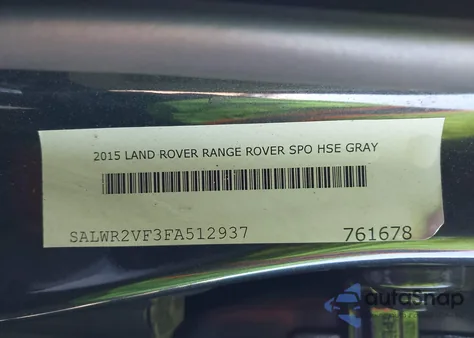 2015 LAND ROVER RANGE ROVER SPO HSE GRAY
SALWR2VF3FA512937 761678
autoSnap